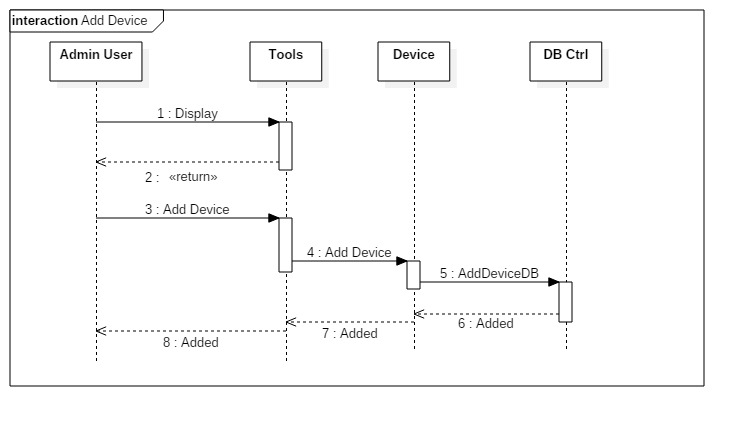 interaction Add Device
Admin User
Tools
Device
DB Ctrl
1 : Display
2 : «return»
3 : Add Device
4 : Add Device
5 : AddDeviceDB
6 : Added
7 : Added
8 : Added